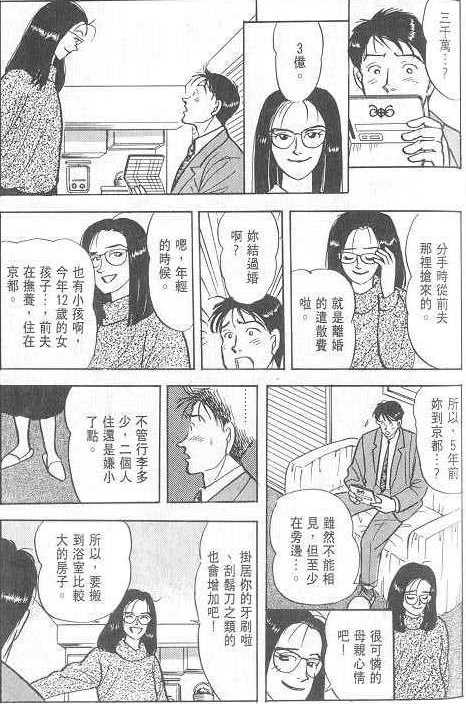 三千萬…?
3億。
分手時從前夫
那裡搶來的。
就是離婚
的遣散費
啦。
妳結過婚
啊?
嗯,年輕
的時候。
也有小孩啊,
今年12歲的女
孩子…,前夫
在撫養,住在
京都。
所以,5年前
妳到京都…?
雖然不能相
見,但至少
在旁邊…。
很可憐的
母親心情
吧!
…………
不管行李多
少,二個人
住還是嫌小
了點。
掛居你的牙刷啦
、刮鬍刀之類的
也會增加吧!
所以,要搬
到浴室比較
大的房子。